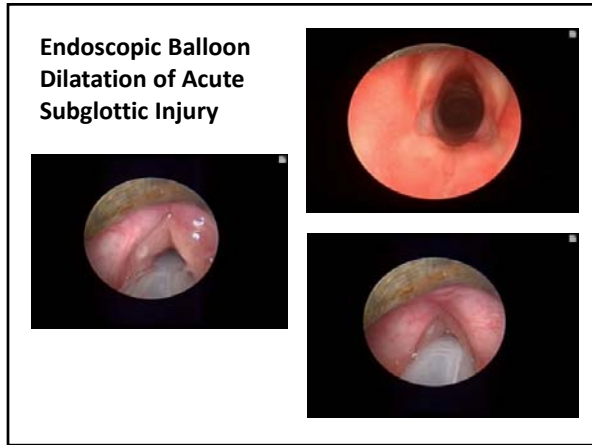 Endoscopic Balloon
Dilatation of Acute
Subglottic Injury